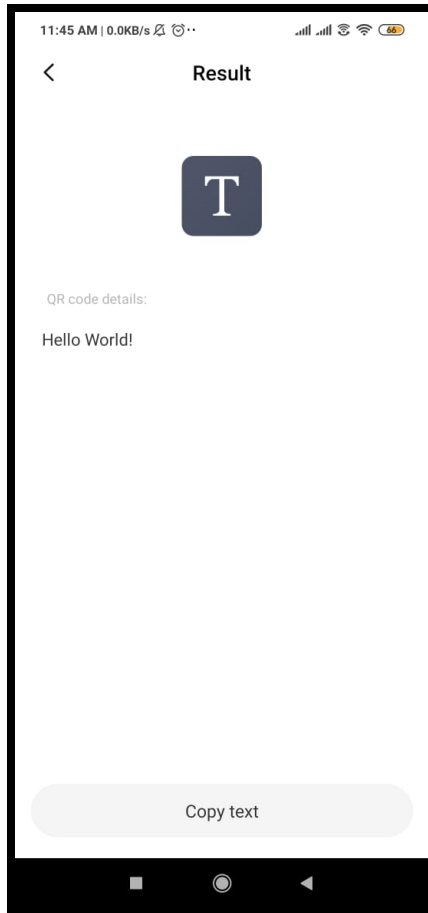 11:45 AM | 0.0KB/s
66
Result
T
QR code details:
Hello World!
Copy text